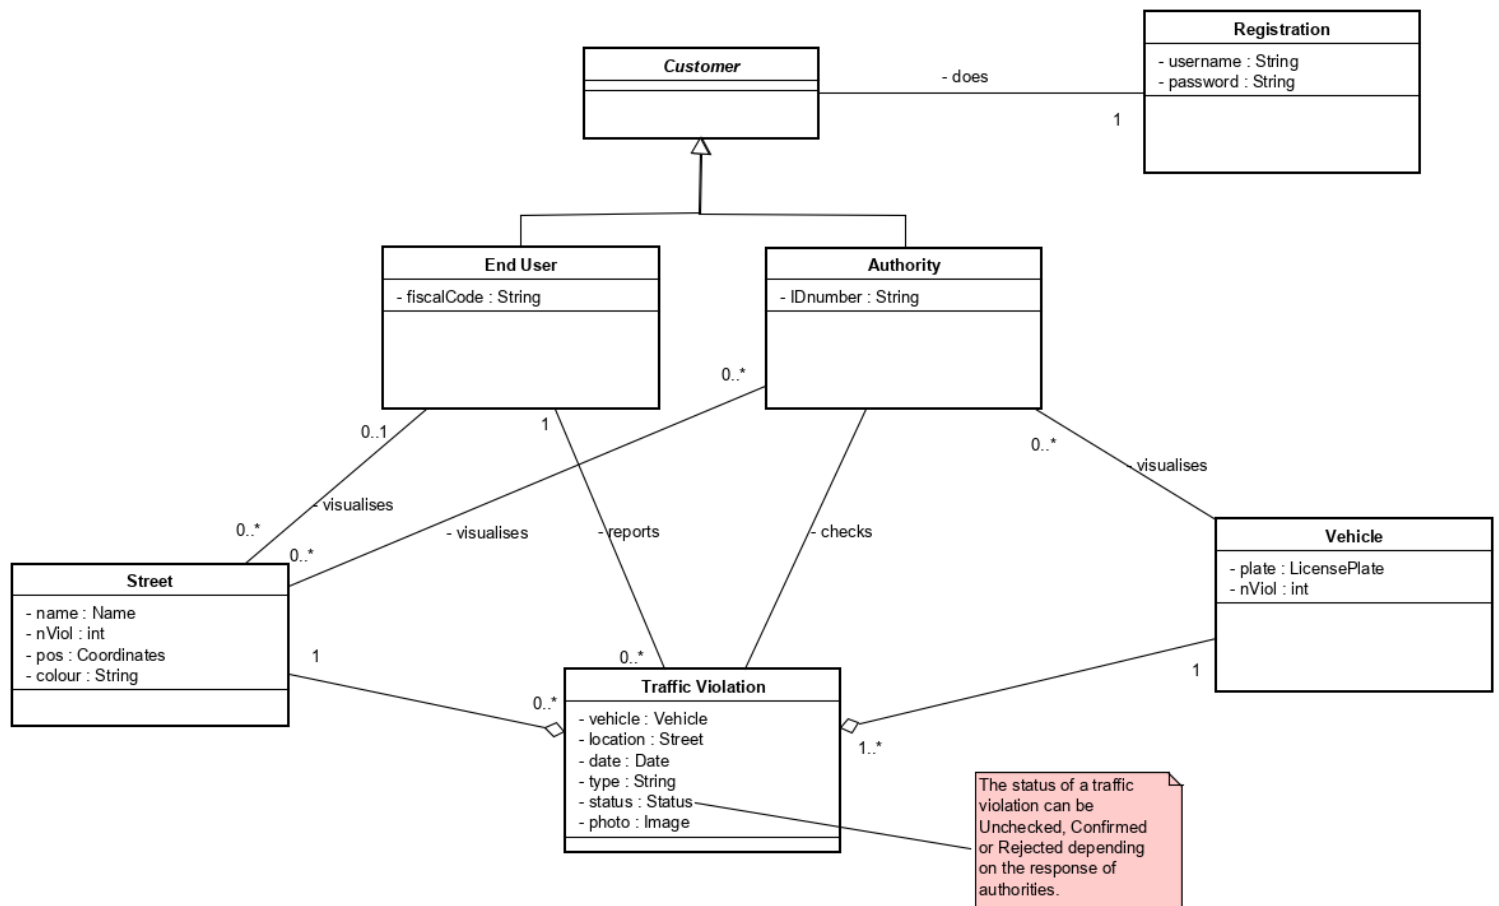 Registration
- username : String
- password : String
Customer
- does
1
End User
- fiscalCode : String
Authority
- IDnumber : String
0..*
0..1
1
0..*
- visualises
- visualises
0..*
0..*
- visualises
- reports
- checks
Vehicle
- plate : LicensePlate
- nViol : int
Street
- name : Name
- nViol : int
- pos : Coordinates
- colour : String
1
0..*
0..*
1
1..*
Traffic Violation
- vehicle : Vehicle
- location : Street
- date : Date
- type : String
- status : Status
- photo : Image
The status of a traffic
violation can be
Unchecked, Confirmed
or Rejected depending
on the response of
authorities.